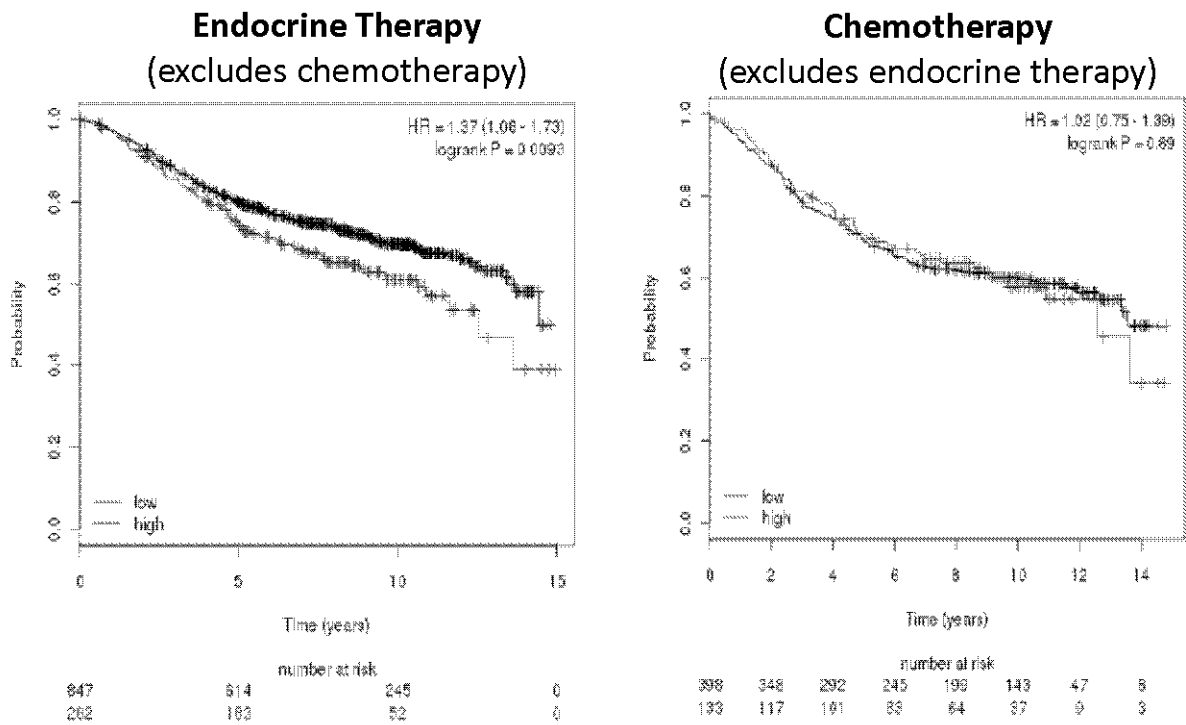 Endocrine Therapy
(excludes chemotherapy)
HR = 1.37 (1.08 - 1.73)
logrank P = 0.0093
Probability
1.0
0.8
0.6
0.4
0.2
0.0
low
high
0 5 10 15
Time (years)
number at risk
847 614 245 0
262 163 52 0
Chemotherapy
(excludes endocrine therapy)
HR = 1.02 (0.75 - 1.39)
logrank P = 0.89
Probability
1.0
0.8
0.6
0.4
0.2
0.0
low
high
0 2 4 6 8 10 12 14
Time (years)
number at risk
398 348 292 245 143 47
133 117 64 37